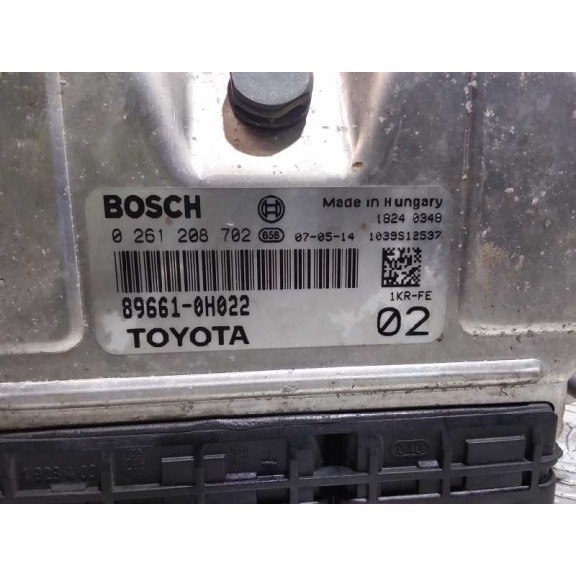 BOSCH
Made in Hungary
1824 0348
0 261 208 702 658 07-05-14 1039S12537
89661-0H022
1KR-FE
TOYOTA
02